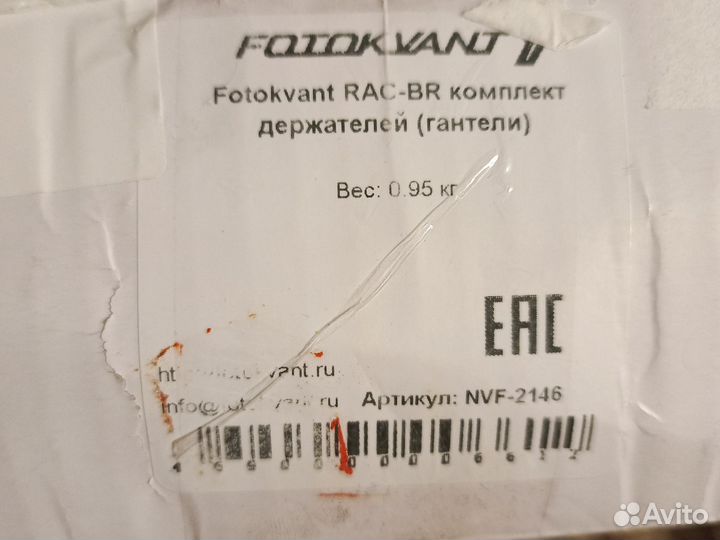 FOTOKVANT
Fotokvant RAC-BR комплект
держателей (гантели)
Вес: 0.95 кг
EAC
Артикул: NVF-2146
Avito